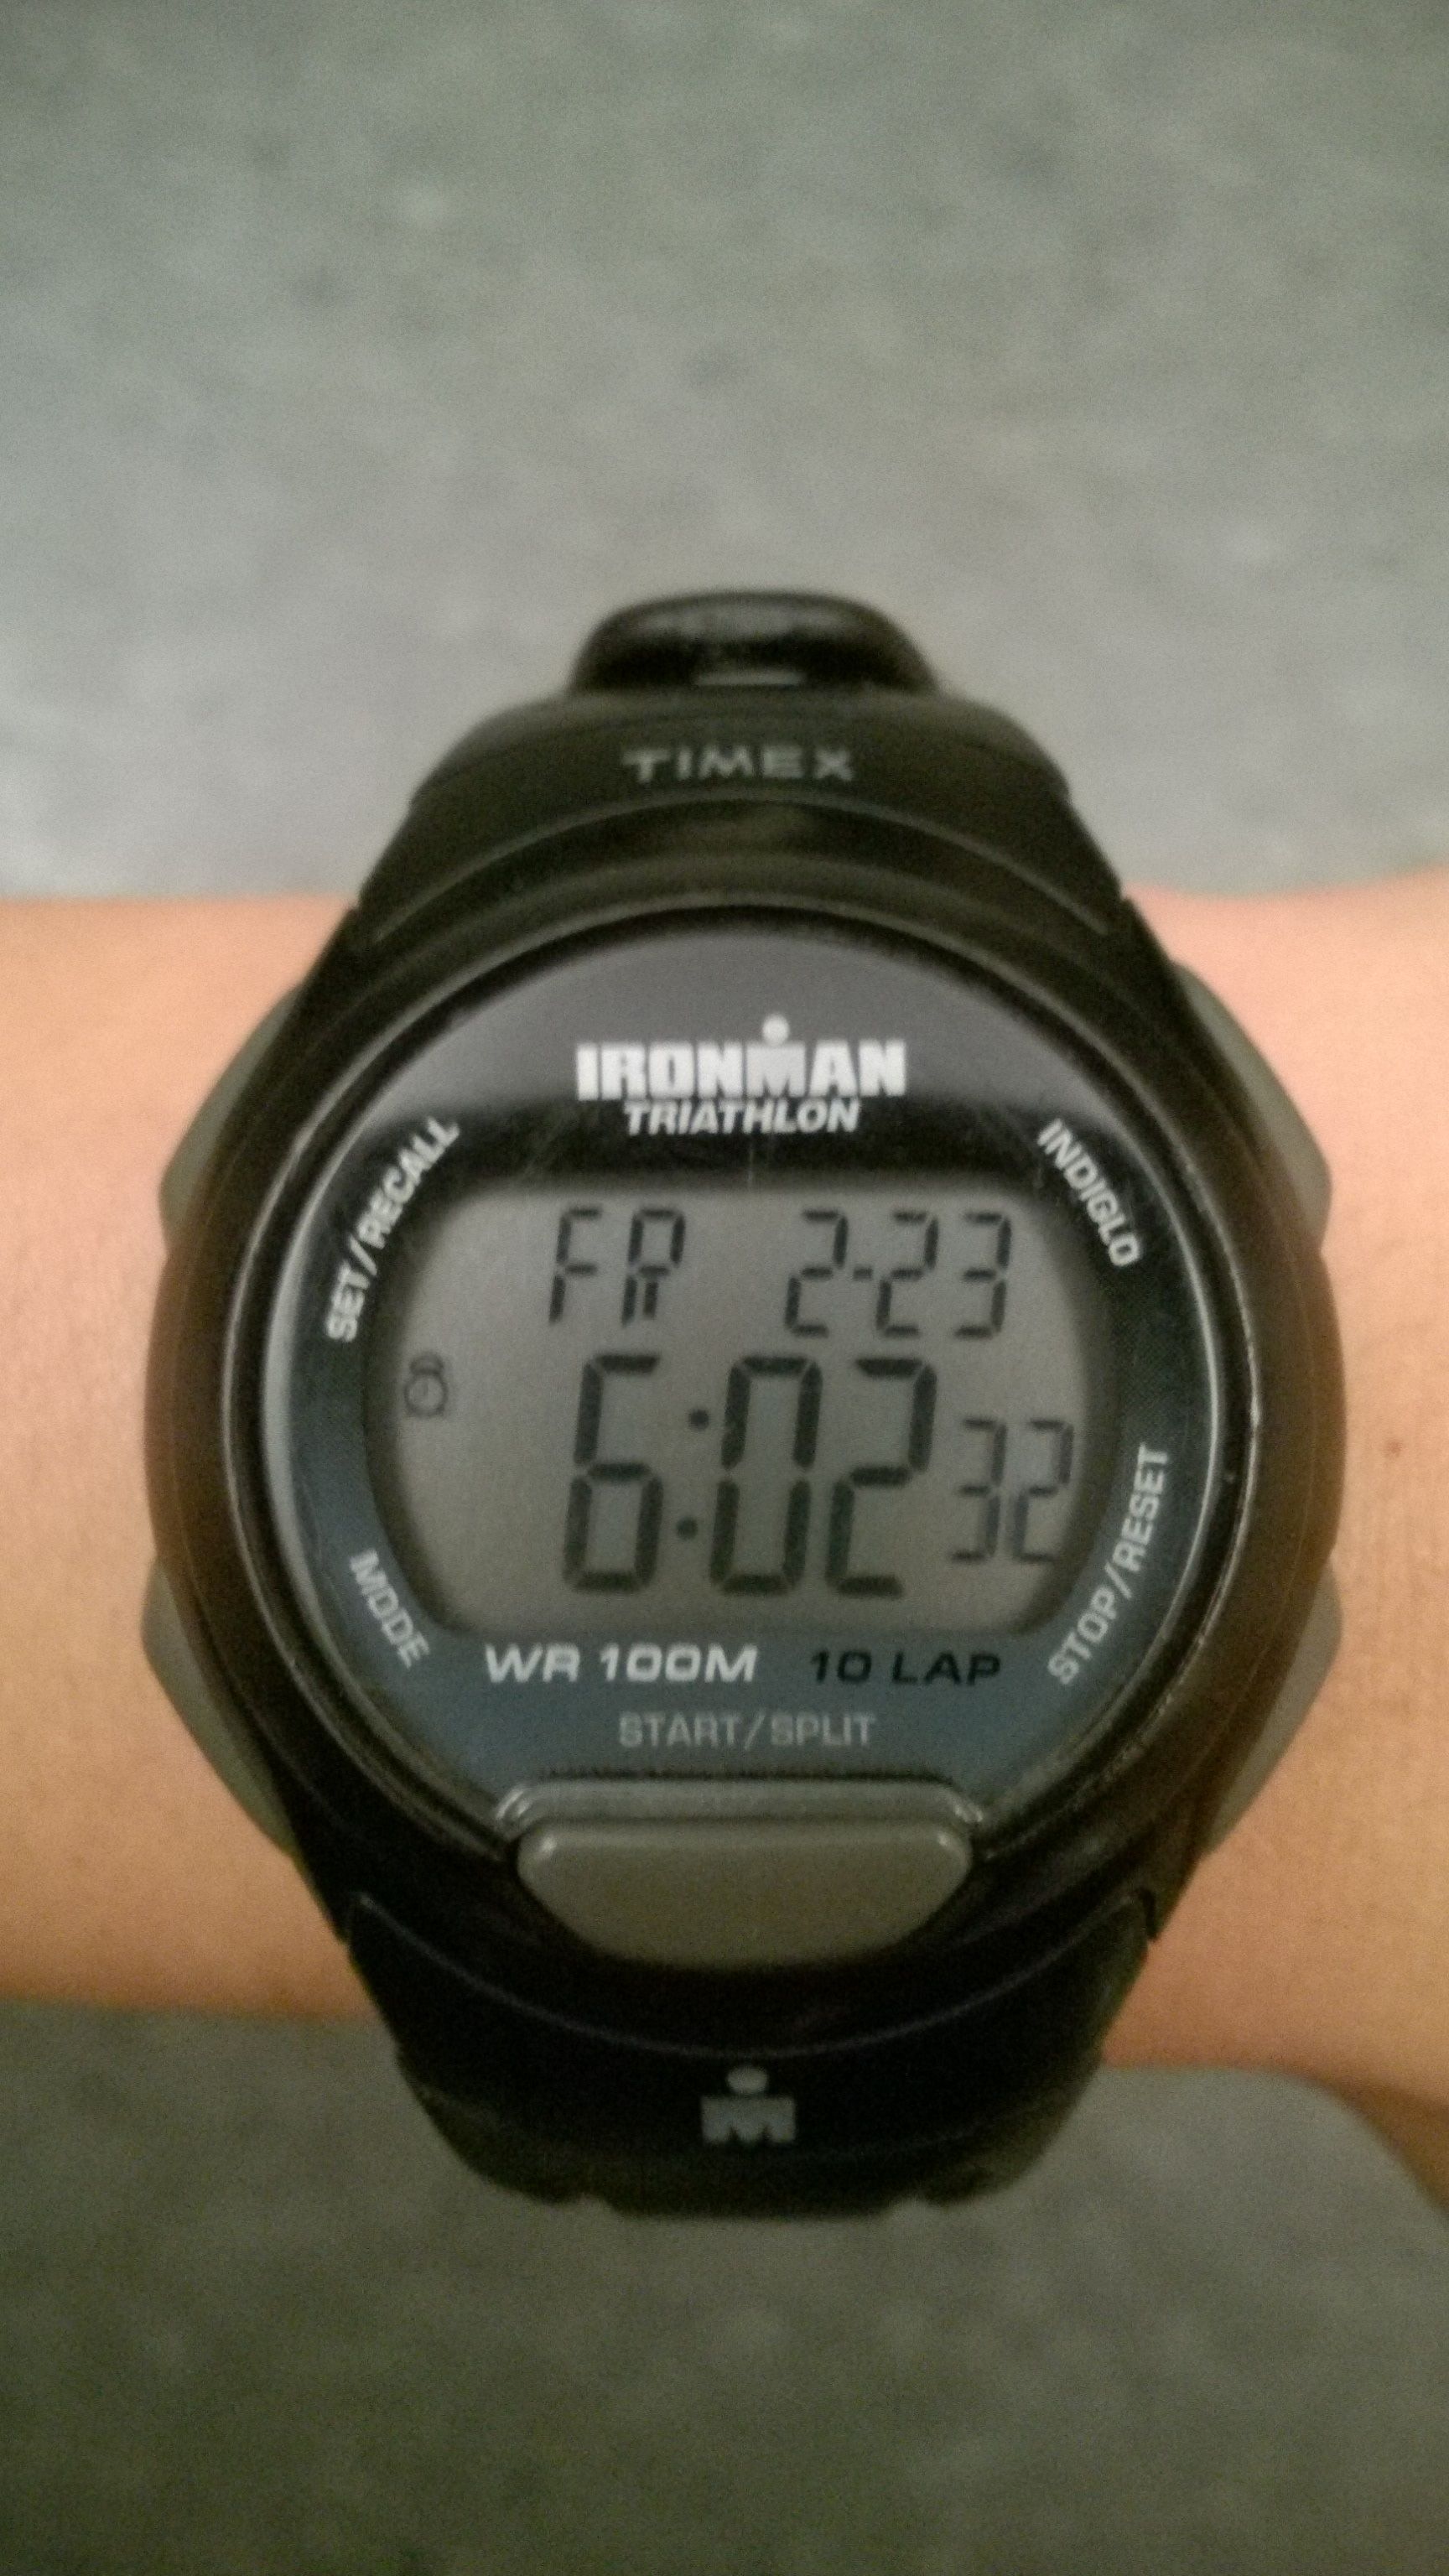 TIMEX
IRONMAN
TRIATHLON
SET/RECALL
INDIGLO
FR 2-23
6:02 32
MODE
STOP/RESET
WR 100M 10 LAP
START/SPLIT
M